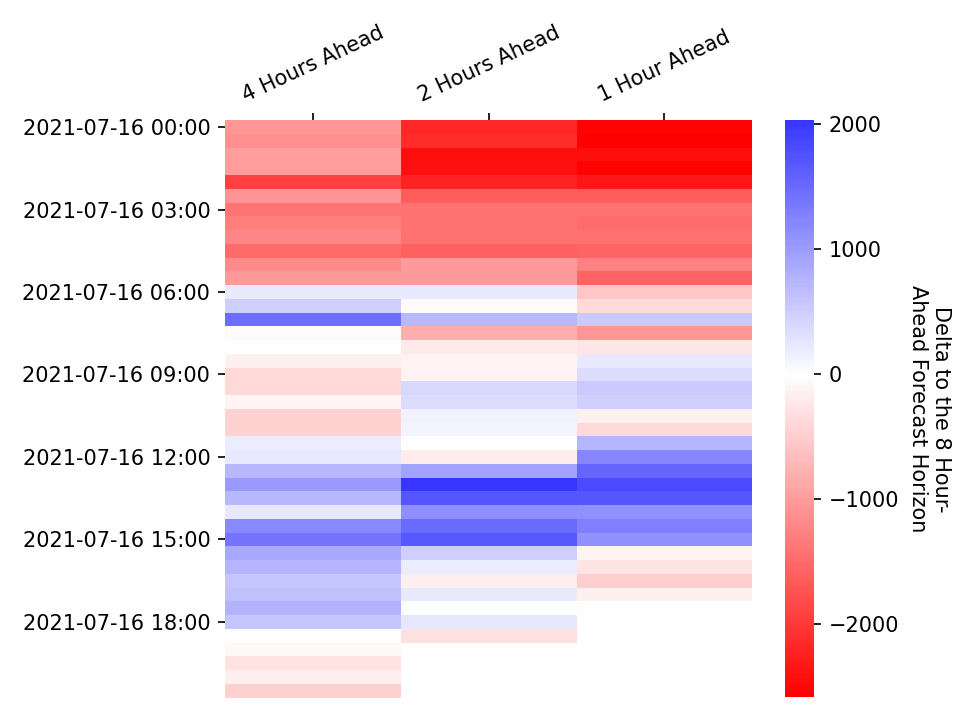 4 Hours Ahead
2 Hours Ahead
1 Hour Ahead
2021-07-16 00:00
2021-07-16 03:00
2021-07-16 06:00
2021-07-16 09:00
2021-07-16 12:00
2021-07-16 15:00
2021-07-16 18:00
2000
1000
0
−1000
−2000
Delta to the 8 Hour-
Ahead Forecast Horizon